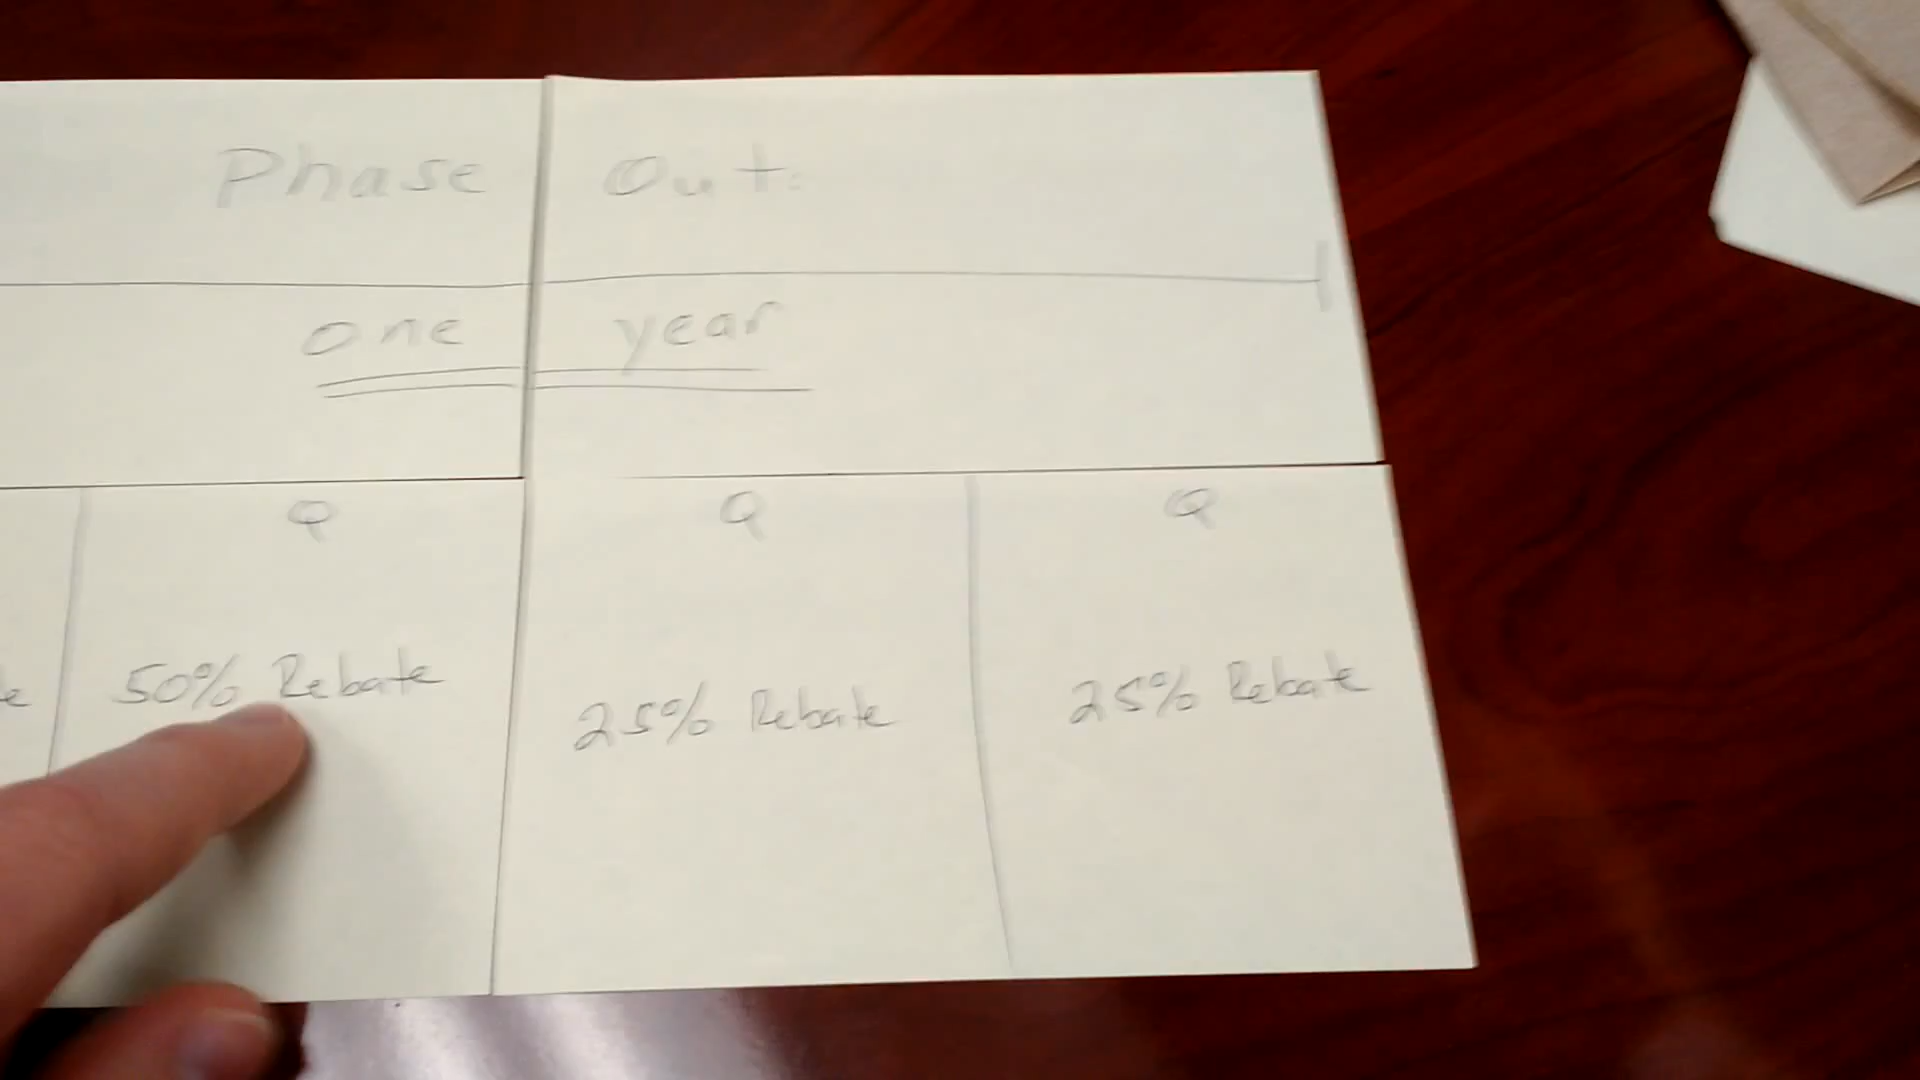 Phase Out:
one year
Q Q Q
50% Rebate 25% Rebate 25% Rebate